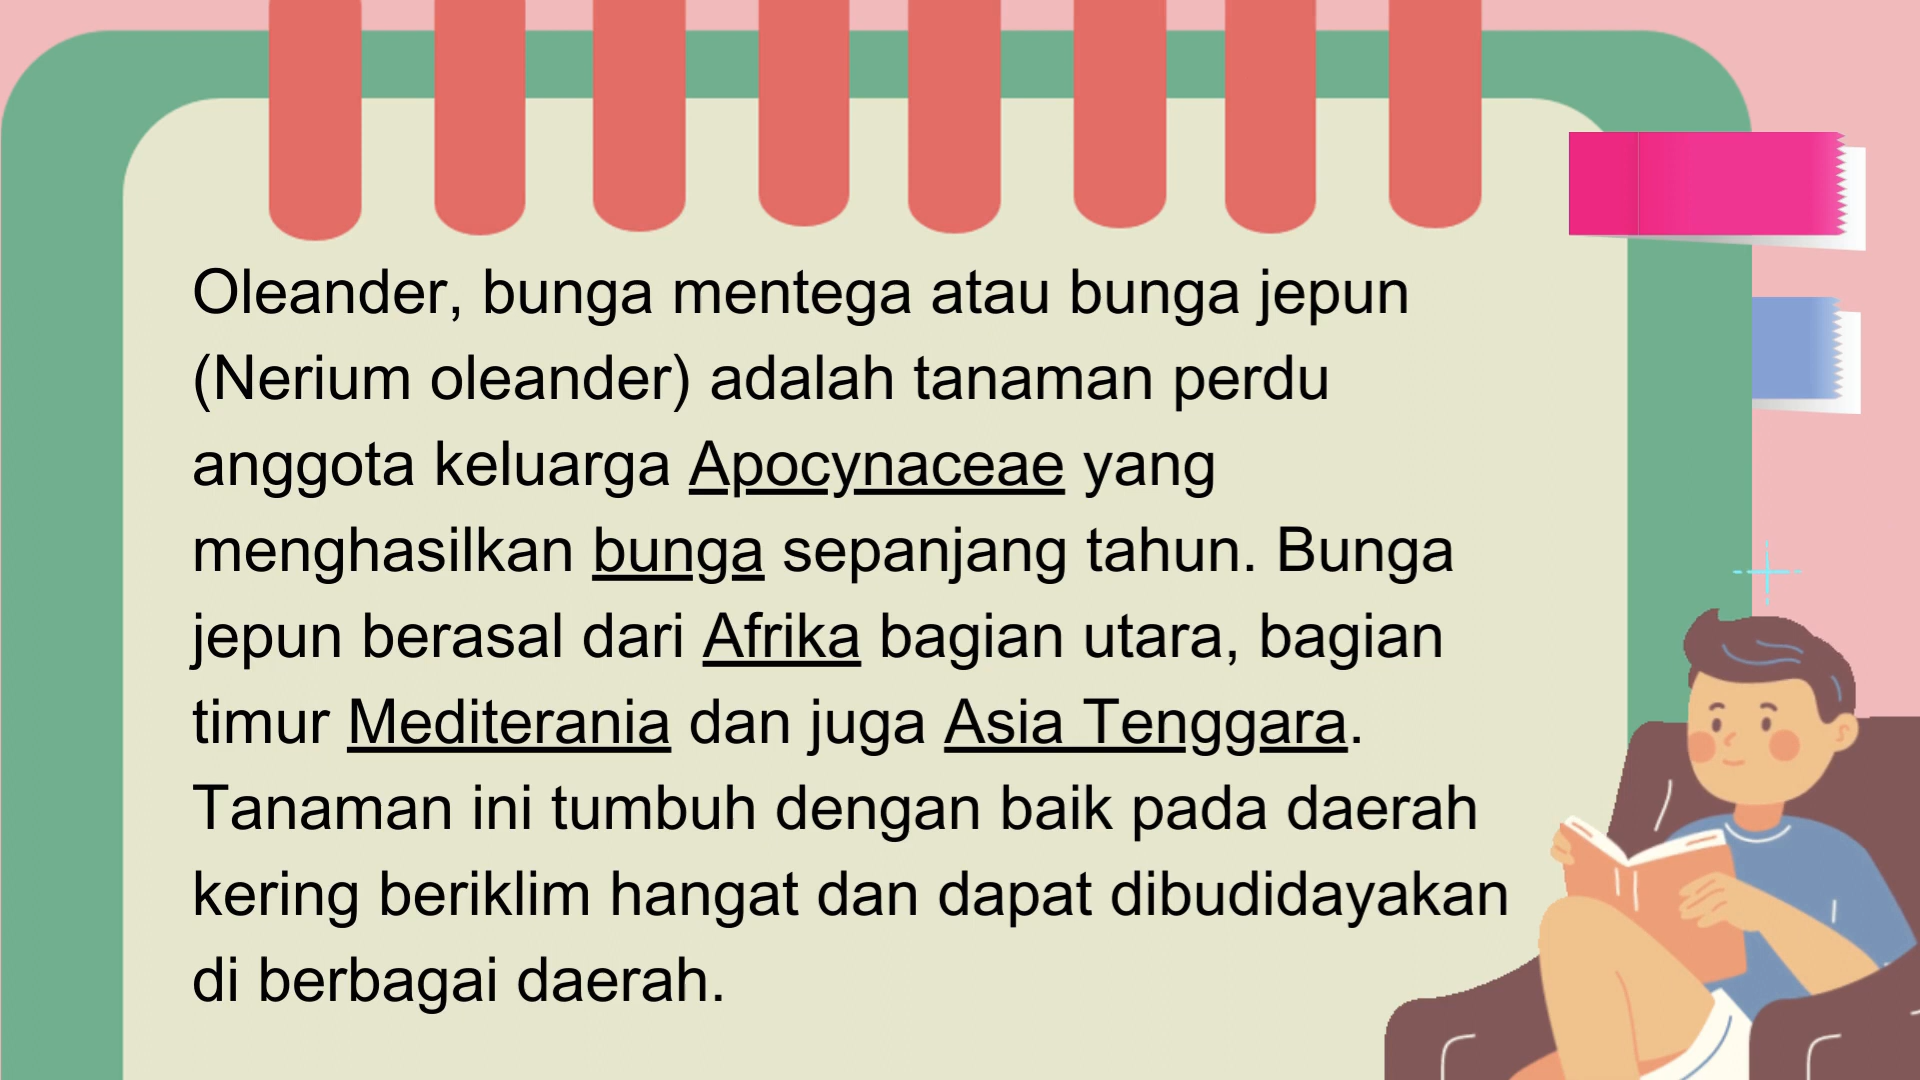 Oleander, bunga mentega atau bunga jepun
(Nerium oleander) adalah tanaman perdu
anggota keluarga Apocynaceae yang
menghasilkan bunga sepanjang tahun. Bunga
jepun berasal dari Afrika bagian utara, bagian
timur Mediterania dan juga Asia Tenggara.
Tanaman ini tumbuh dengan baik pada daerah
kering beriklim hangat dan dapat dibudidayakan
di berbagai daerah.